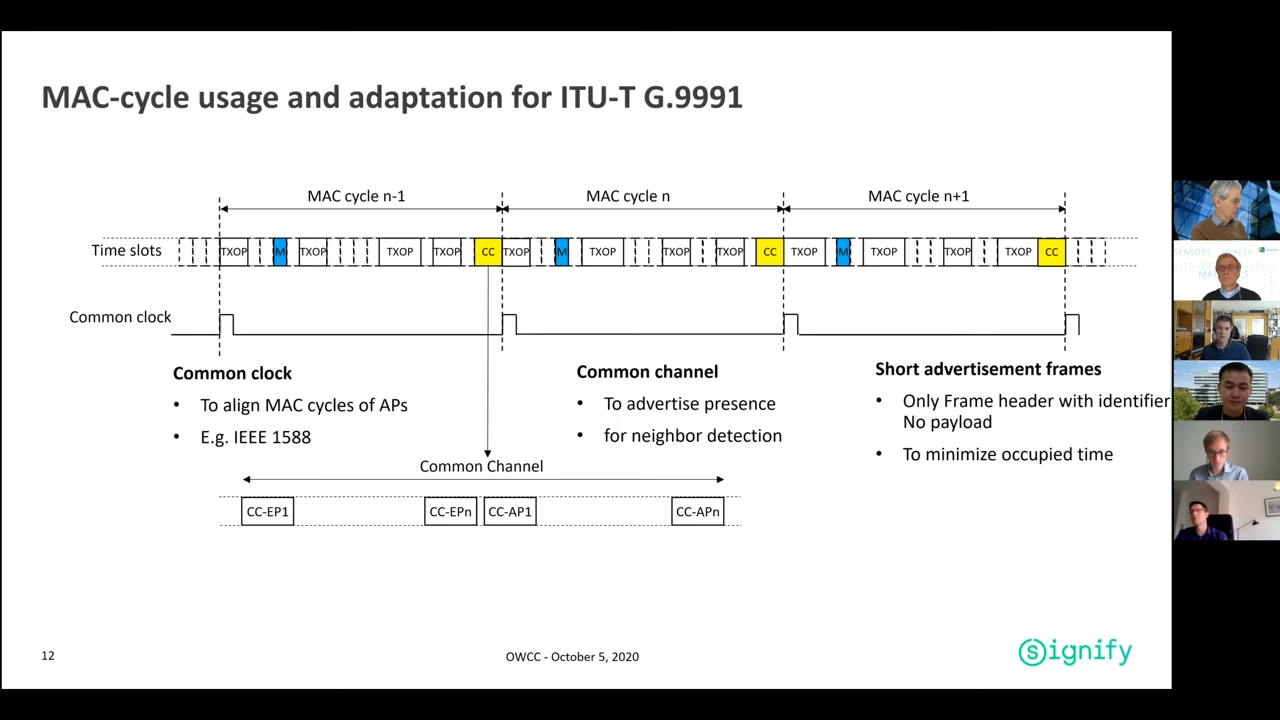 MAC-cycle usage and adaptation for ITU-T G.9991
MAC cycle n-1
MAC cycle n
MAC cycle n+1
Time slots
TXOP M TXOP TXOP TXOP CC TXOP M TXOP TXOP TXOP CC TXOP M TXOP TXOP TXOP CC
Common clock
Common clock
• To align MAC cycles of APs
• E.g. IEEE 1588
Common channel
• To advertise presence
• for neighbor detection
Short advertisement frames
• Only Frame header with identifier
No payload
• To minimize occupied time
Common Channel
CC-EP1 CC-EPn CC-AP1 CC-APn
12
OWCC - October 5, 2020
signify